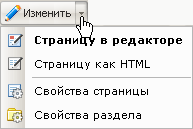 Изменить
Страницу в редакторе
Страницу как HTML
Свойства страницы
Свойства раздела